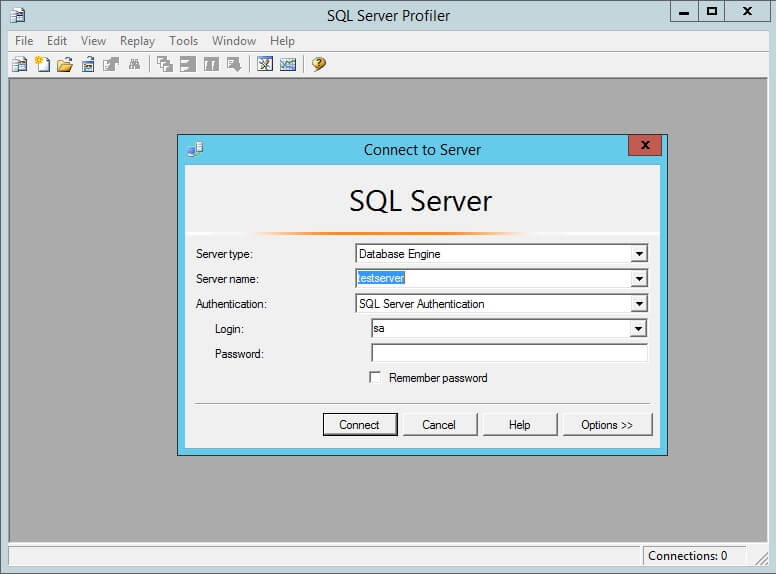 SQL Server Profiler
File Edit View Replay Tools Window Help
Connect to Server
SQL Server
Server type: Database Engine
Server name: testserver
Authentication: SQL Server Authentication
Login: sa
Password:
Remember password
Connect Cancel Help Options >>
Connections: 0